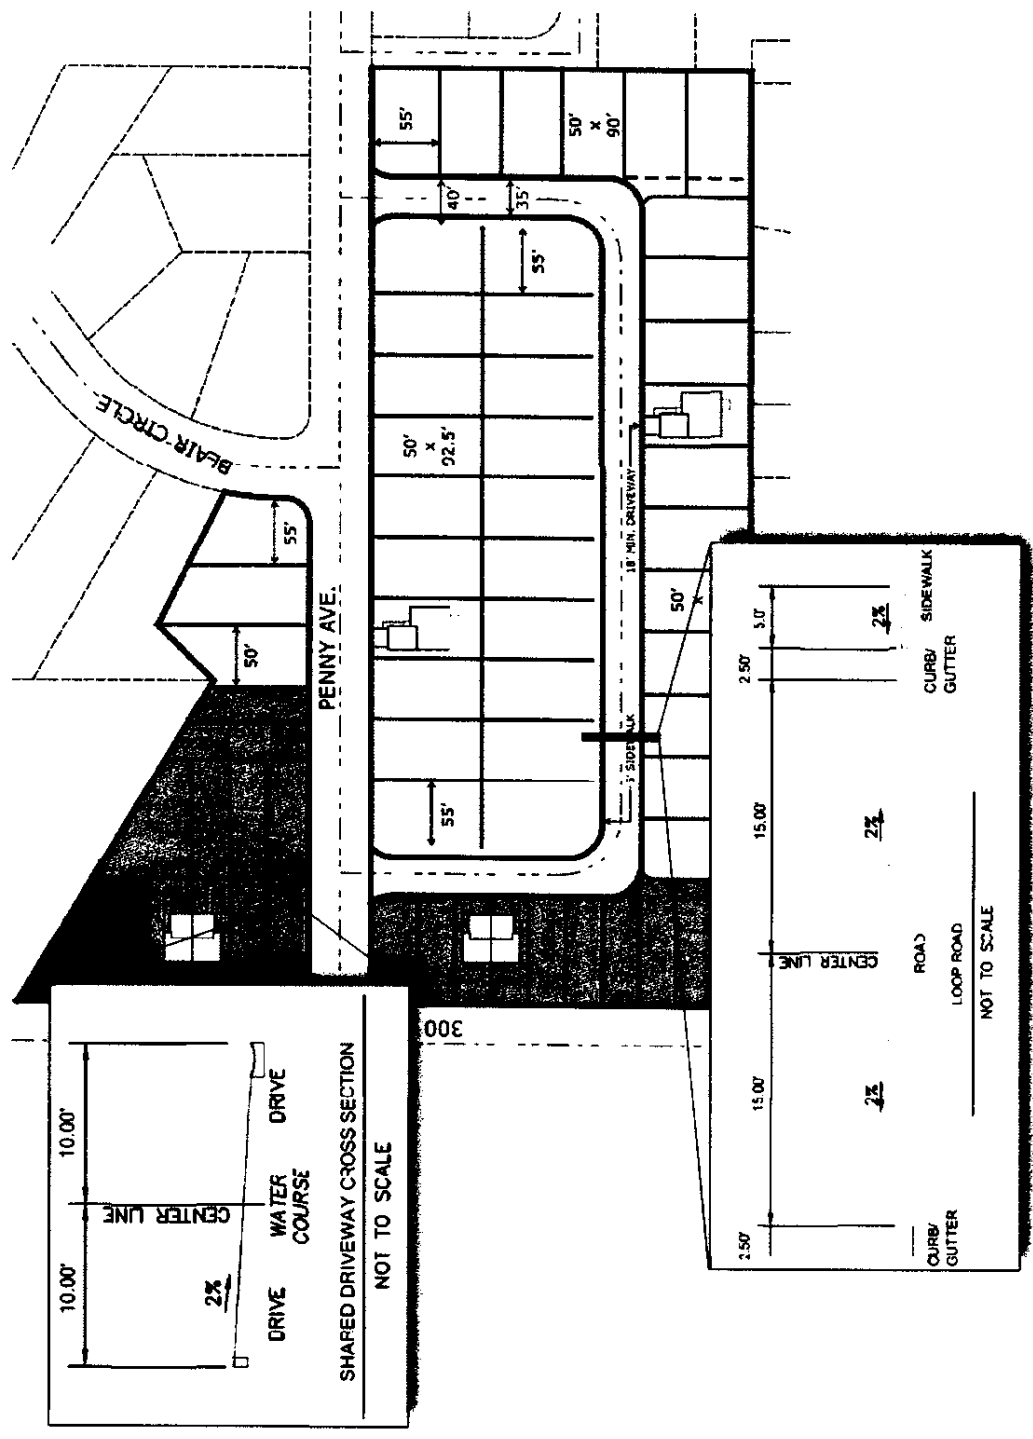 55'
50'
x
90'
40'
35'
55'
BLAIR CIRCLE
50'
x
92.5'
55'
50'
PENNY AVE.
18' MIN. DRIVEWAY
50'
x
55'
5' SIDEWALK
300
10.00'
10.00'
CENTER LINE
2%
DRIVE
WATER
COURSE
DRIVE
SHARED DRIVEWAY CROSS SECTION
NOT TO SCALE
2.50'
15.00'
15.00'
2.50'
5.0'
CENTER LINE
2%
2%
2%
CURB/
GUTTER
ROAD
CURB/
GUTTER
SIDEWALK
LOOP ROAD
NOT TO SCALE